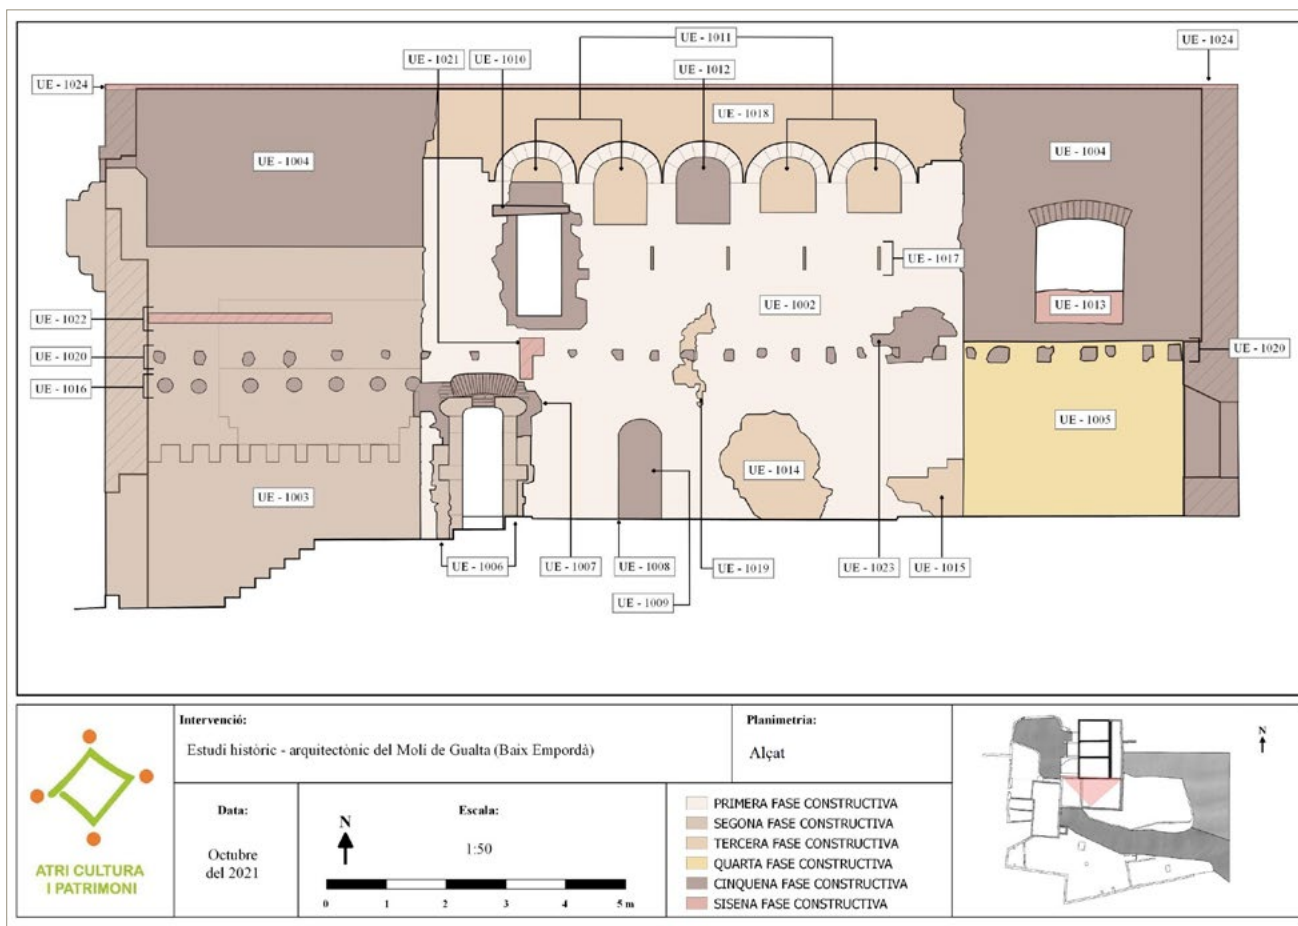 UE - 1011
UE - 1021
UE - 1010
UE - 1012
UE - 1024
UE - 1024
UE - 1018
UE - 1004
UE - 1004
UE - 1017
UE - 1002
UE - 1013
UE - 1022
UE - 1023
UE - 1020
UE - 1020
UE - 1016
UE - 1005
UE - 1014
UE - 1003
UE - 1006
UE - 1007
UE - 1008
UE - 1019
UE - 1023
UE - 1015
UE - 1009
Intervenció:
Estudi històric - arquitectònic del Molí de Gualta (Baix Empordà)
Planimetria:
Alçat
N
Data:
Octubre
del 2021
Escala:
N
1:50
0 1 2 3 4 5 m
PRIMERA FASE CONSTRUCTIVA
SEGONA FASE CONSTRUCTIVA
TERCERA FASE CONSTRUCTIVA
QUARTA FASE CONSTRUCTIVA
CINQUENA FASE CONSTRUCTIVA
SISENA FASE CONSTRUCTIVA
ATRI CULTURA
I PATRIMONI